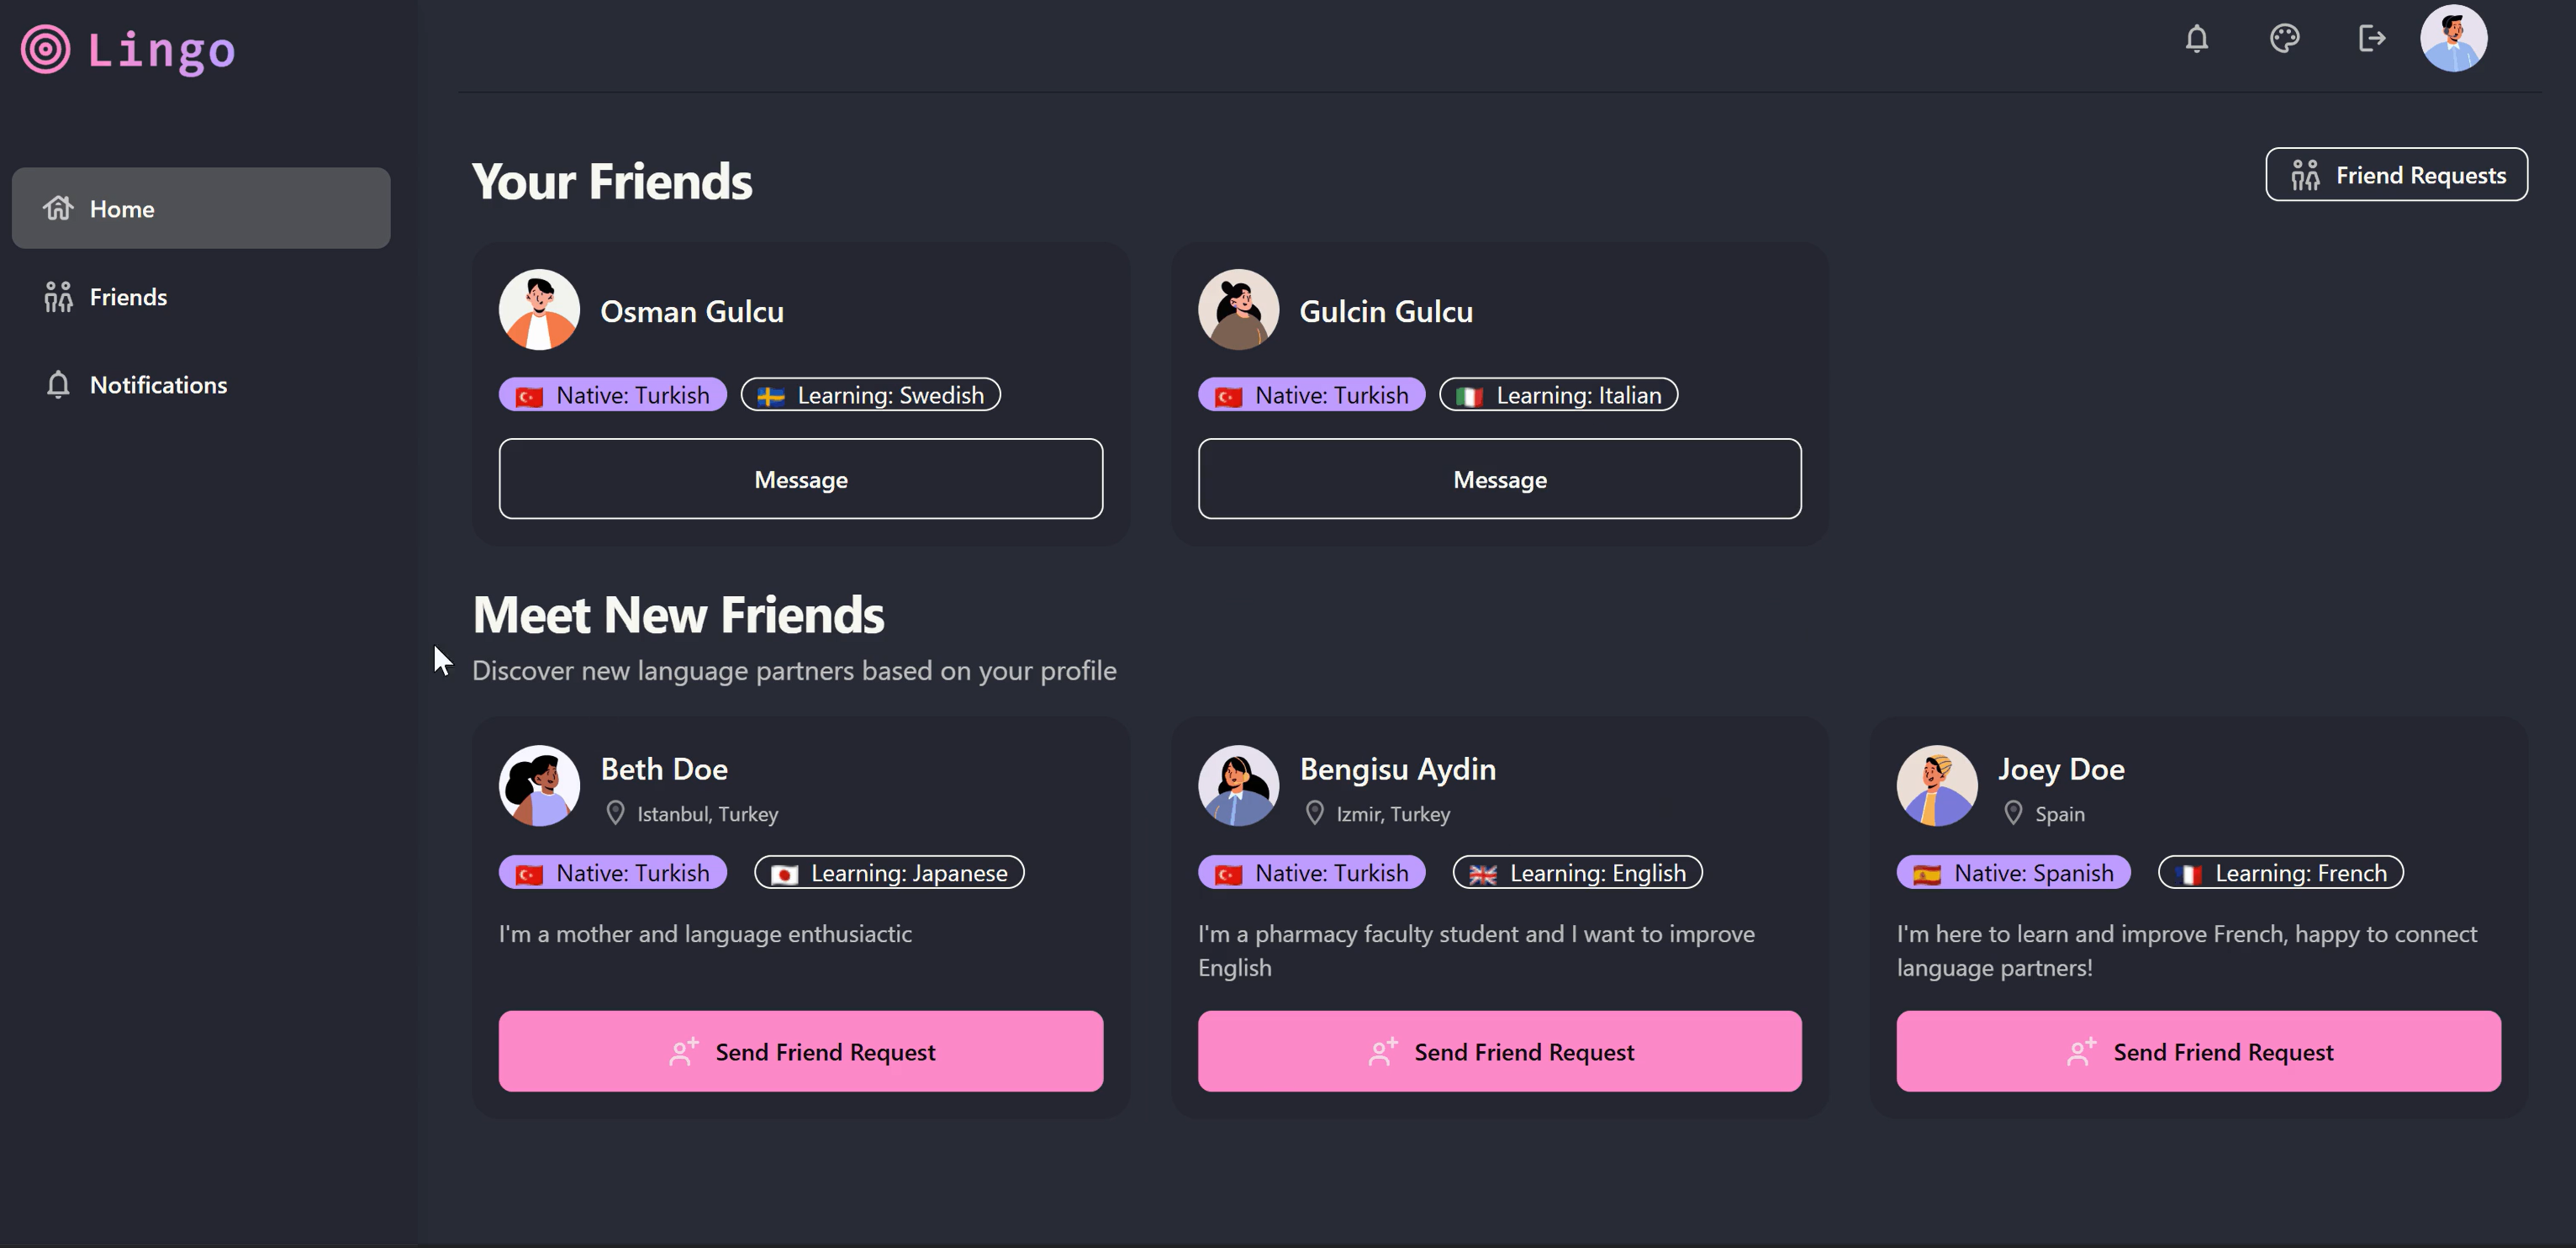 Lingo
Home
Friends
Notifications
Your Friends
Friend Requests
Osman Gulcu
Native: Turkish
Learning: Swedish
Message
Gulcin Gulcu
Native: Turkish
Learning: Italian
Message
Meet New Friends
Discover new language partners based on your profile
Beth Doe
Istanbul, Turkey
Native: Turkish
Learning: Japanese
I'm a mother and language enthusiactic
Send Friend Request
Bengisu Aydin
Izmir, Turkey
Native: Turkish
Learning: English
I'm a pharmacy faculty student and I want to improve
English
Send Friend Request
Joey Doe
Spain
Native: Spanish
Learning: French
I'm here to learn and improve French, happy to connect
language partners!
Send Friend Request